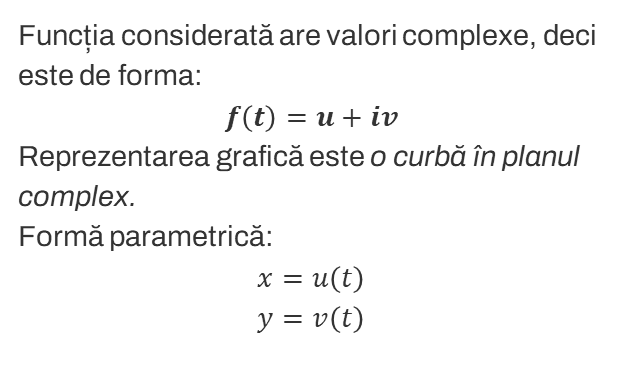 Funcția considerată are valori complexe, deci
este de forma:
f(t) = u + iv
Reprezentarea grafică este o curbă în planul
complex.
Formă parametrică:
x = u(t)
y = v(t)